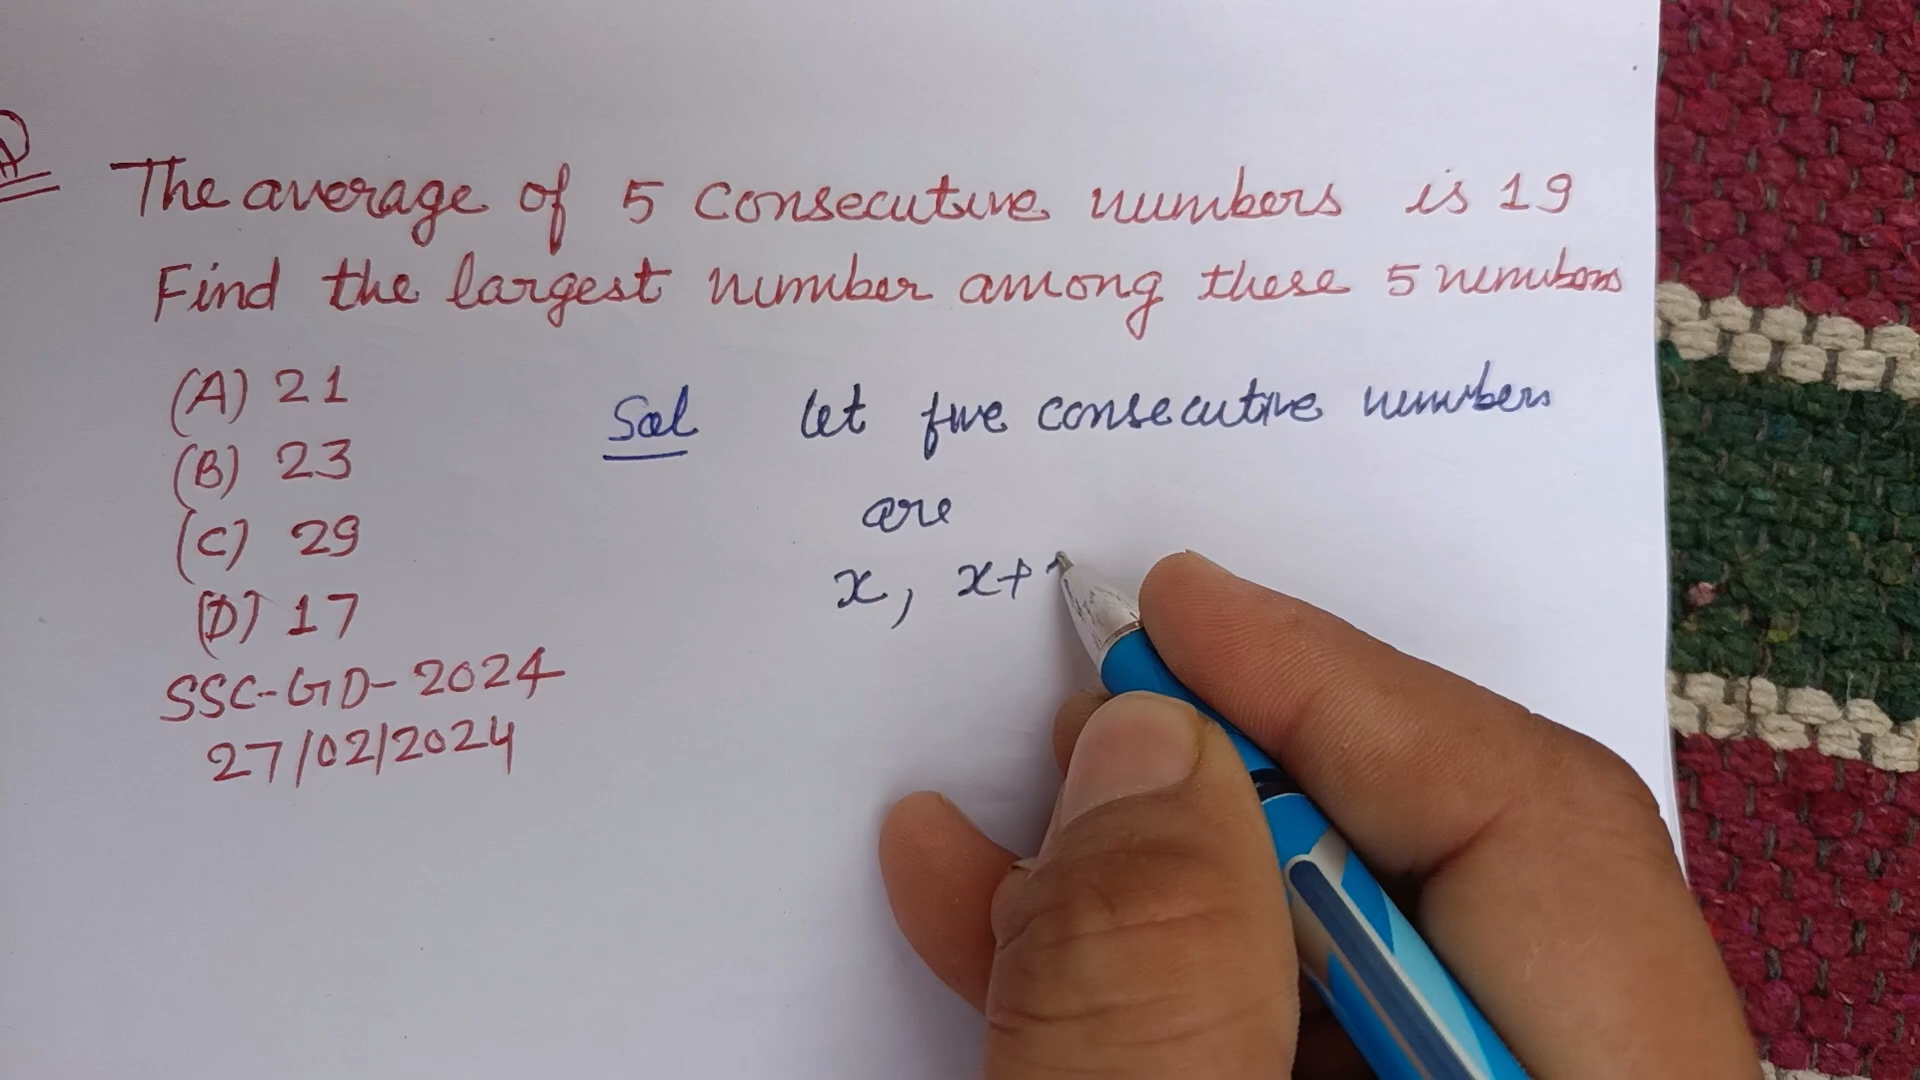 The average of 5 consecutive numbers is 19
Find the largest number among these 5 numbers
(A) 21
(B) 23
(C) 29
(D) 17
SSC-GD-2024
27/02/2024
Sol let five consecutive numbers
are
x, x+